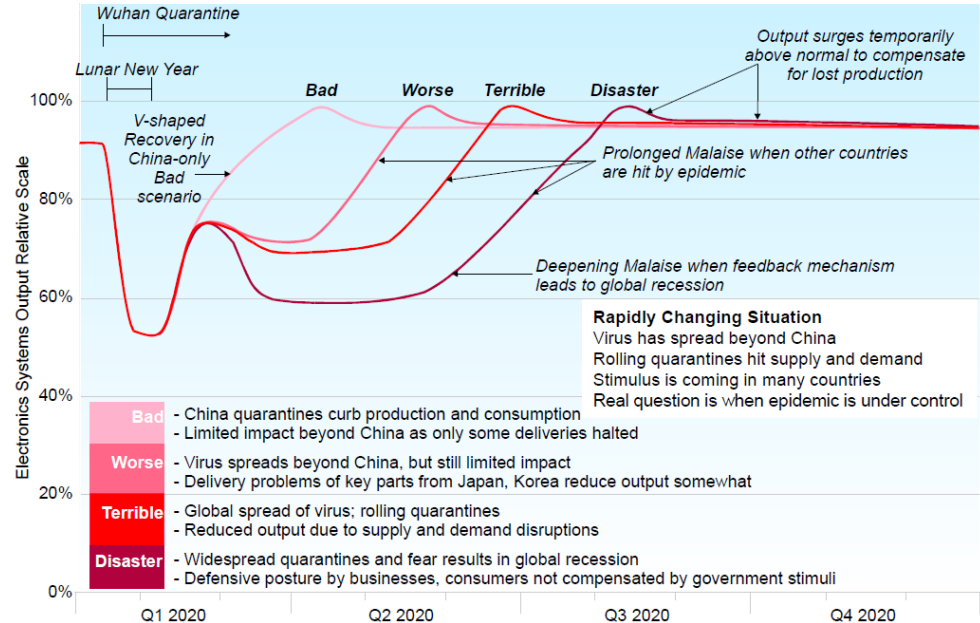 Wuhan Quarantine
Lunar New Year
V-shaped
Recovery in
China-only
Bad
scenario
Bad
Worse
Terrible
Disaster
Output surges temporarily
above normal to compensate
for lost production
Prolonged Malaise when other countries
are hit by epidemic
Deepening Malaise when feedback mechanism
leads to global recession
Rapidly Changing Situation
Virus has spread beyond China
Rolling quarantines hit supply and demand
Stimulus is coming in many countries
Real question is when epidemic is under control
Electronics Systems Output Relative Scale
100%
80%
60%
40%
20%
0%
Bad
- China quarantines curb production and consumption
- Limited impact beyond China as only some deliveries halted
Worse
- Virus spreads beyond China, but still limited impact
- Delivery problems of key parts from Japan, Korea reduce output somewhat
Terrible
- Global spread of virus; rolling quarantines
- Reduced output due to supply and demand disruptions
Disaster
- Widespread quarantines and fear results in global recession
- Defensive posture by businesses, consumers not compensated by government stimuli
Q1 2020
Q2 2020
Q3 2020
Q4 2020